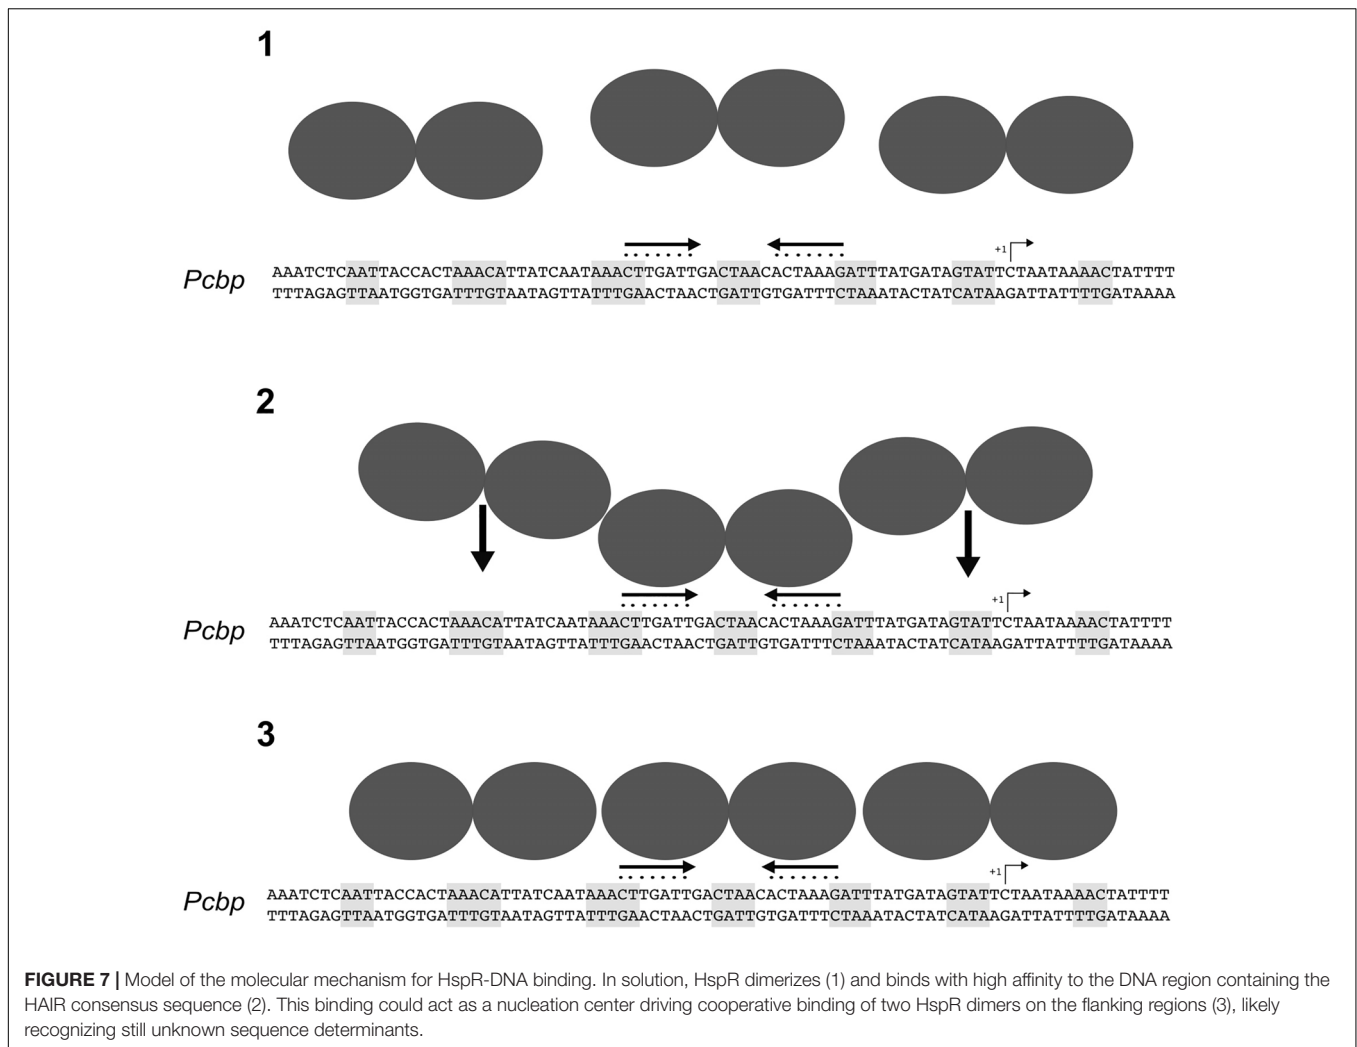 1
+1
Pcbp
AAATCTCAATTACCACTAAACATTATCAATAAACTTGATTGACTAACACTAAAGATTTATGATAGTATTCTAATAAAACTATTTT
TTTAGAGTTAATGGTGATTTGTAATAGTTATTTGAACTAACTGATTGTGATTTCTAAATACTATCATAAGATTATTTTGATAAAA
2
+1
Pcbp
AAATCTCAATTACCACTAAACATTATCAATAAACTTGATTGACTAACACTAAAGATTTATGATAGTATTCTAATAAAACTATTTT
TTTAGAGTTAATGGTGATTTGTAATAGTTATTTGAACTAACTGATTGTGATTTCTAAATACTATCATAAGATTATTTTGATAAAA
3
+1
Pcbp
AAATCTCAATTACCACTAAACATTATCAATAAACTTGATTGACTAACACTAAAGATTTATGATAGTATTCTAATAAAACTATTTT
TTTAGAGTTAATGGTGATTTGTAATAGTTATTTGAACTAACTGATTGTGATTTCTAAATACTATCATAAGATTATTTTGATAAAA
FIGURE 7 | Model of the molecular mechanism for HspR-DNA binding. In solution, HspR dimerizes (1) and binds with high affinity to the DNA region containing the
HAIR consensus sequence (2). This binding could act as a nucleation center driving cooperative binding of two HspR dimers on the flanking regions (3), likely
recognizing still unknown sequence determinants.